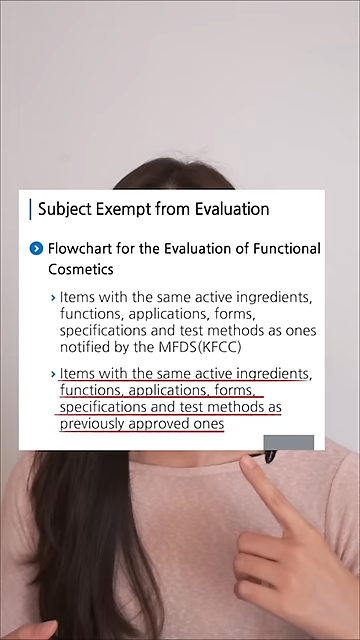 Subject Exempt from Evaluation
Flowchart for the Evaluation of Functional
Cosmetics
Items with the same active ingredients,
functions, applications, forms,
specifications and test methods as ones
notified by the MFDS(KFCC)
Items with the same active ingredients,
functions, applications, forms,
specifications and test methods as
previously approved ones